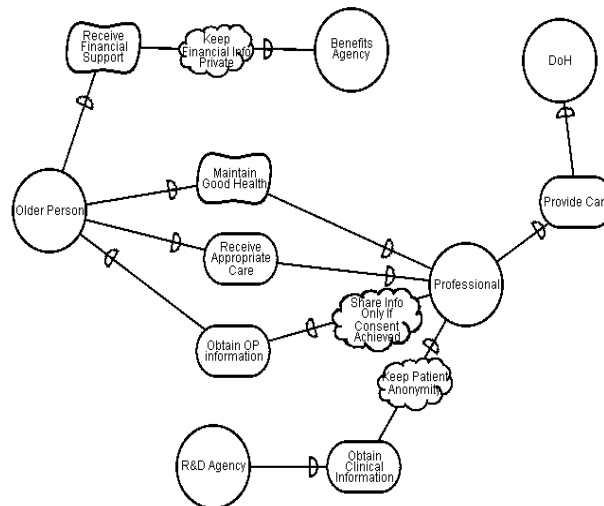 Receive
Financial
Support
Keep
Financial Info
Private
Benefits
Agency
DoH
Maintain
Good Health
Older Person
Provide Car
Receive
Appropriate
Care
Professional
Share Info
Only If
Consent
Achieved
Obtain OP
information
Keep Patient
Anonymity
R&D Agency
Obtain
Clinical
Information